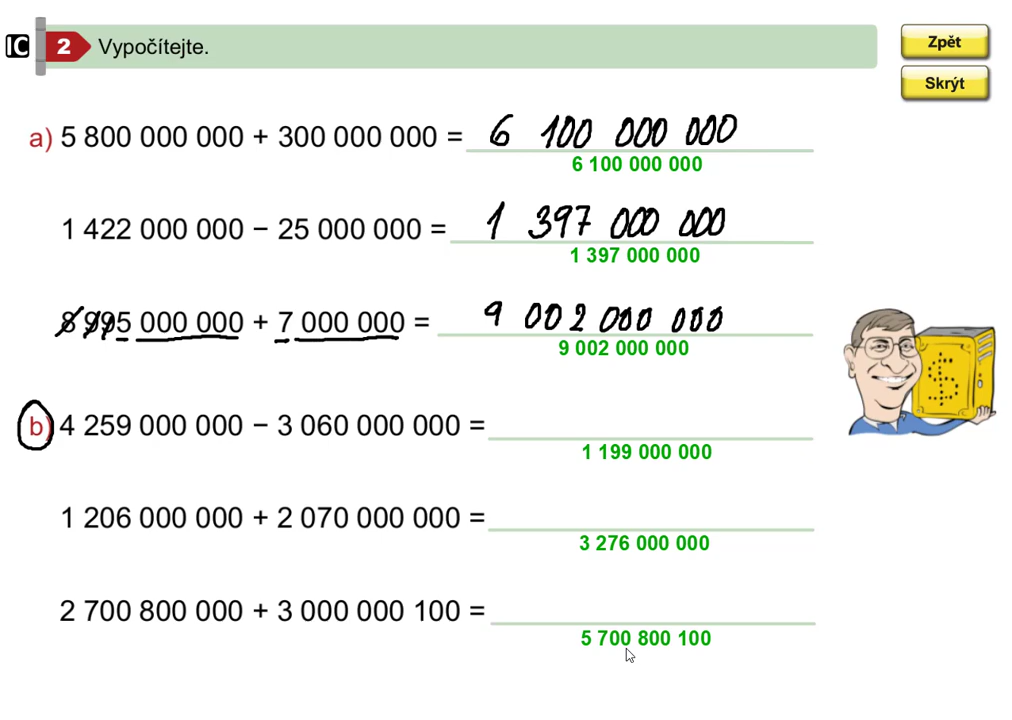 IC 2 Vypočítejte. Zpět
Skrýt
a) 5 800 000 000 + 300 000 000 = 6 100 000 000
6 100 000 000
1 422 000 000 − 25 000 000 = 1 397 000 000
1 397 000 000
8 995 000 000 + 7 000 000 = 9 002 000 000
9 002 000 000
b) 4 259 000 000 − 3 060 000 000 =
1 199 000 000
1 206 000 000 + 2 070 000 000 =
3 276 000 000
2 700 800 000 + 3 000 000 100 =
5 700 800 100
$